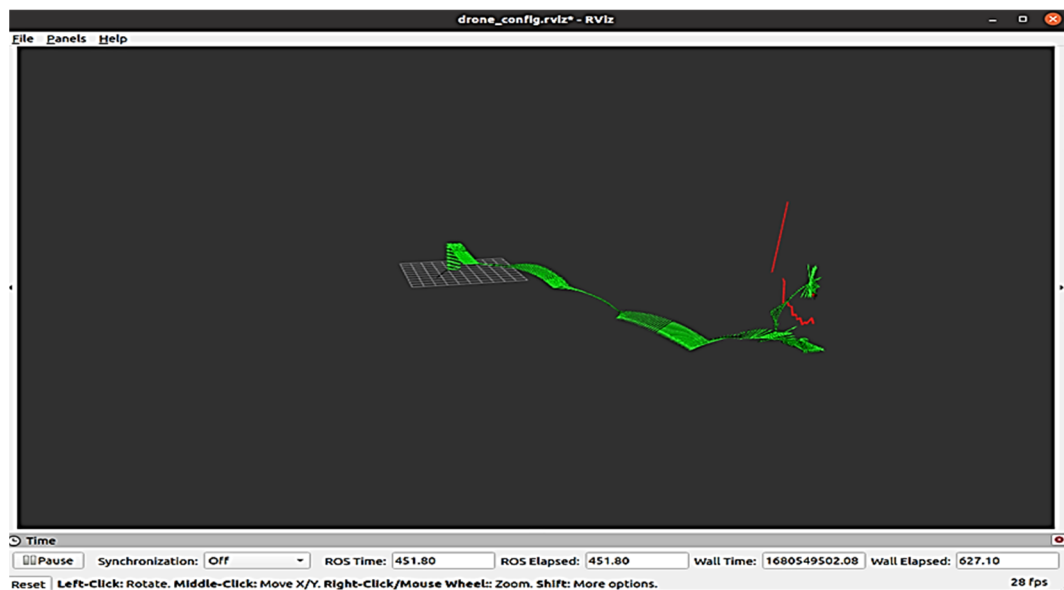 drone_config.rviz* - RViz
File Panels Help
Time
Pause Synchronization: Off ROS Time: 451.80 ROS Elapsed: 451.80 Wall Time: 1680549502.08 Wall Elapsed: 627.10
Reset Left-Click: Rotate. Middle-Click: Move X/Y. Right-Click/Mouse Wheel:: Zoom. Shift: More options. 28 fps